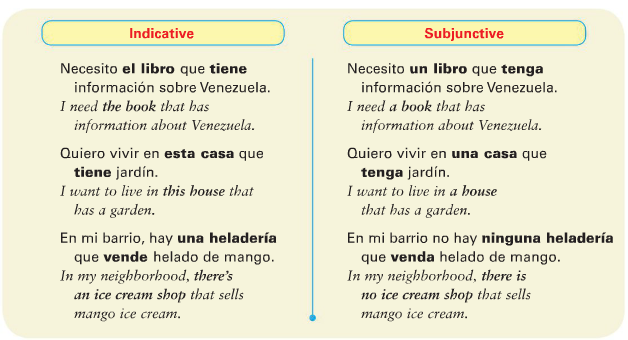 Indicative
Necesito el libro que tiene
información sobre Venezuela.
I need the book that has
information about Venezuela.
Quiero vivir en esta casa que
tiene jardín.
I want to live in this house that
has a garden.
En mi barrio, hay una heladería
que vende helado de mango.
In my neighborhood, there's
an ice cream shop that sells
mango ice cream.
Subjunctive
Necesito un libro que tenga
información sobre Venezuela.
I need a book that has
information about Venezuela.
Quiero vivir en una casa que
tenga jardín.
I want to live in a house
that has a garden.
En mi barrio no hay ninguna heladería
que venda helado de mango.
In my neighborhood, there is
no ice cream shop that sells
mango ice cream.